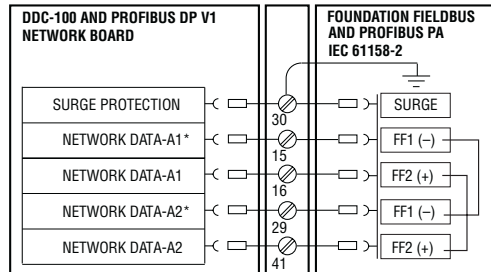 DDC-100 AND PROFIBUS DP V1
NETWORK BOARD
FOUNDATION FIELDBUS
AND PROFIBUS PA
IEC 61158-2
SURGE PROTECTION
30
SURGE
NETWORK DATA-A1*
15
FF1 (–)
NETWORK DATA-A1
16
FF2 (+)
NETWORK DATA-A2*
29
FF1 (–)
NETWORK DATA-A2
41
FF2 (+)